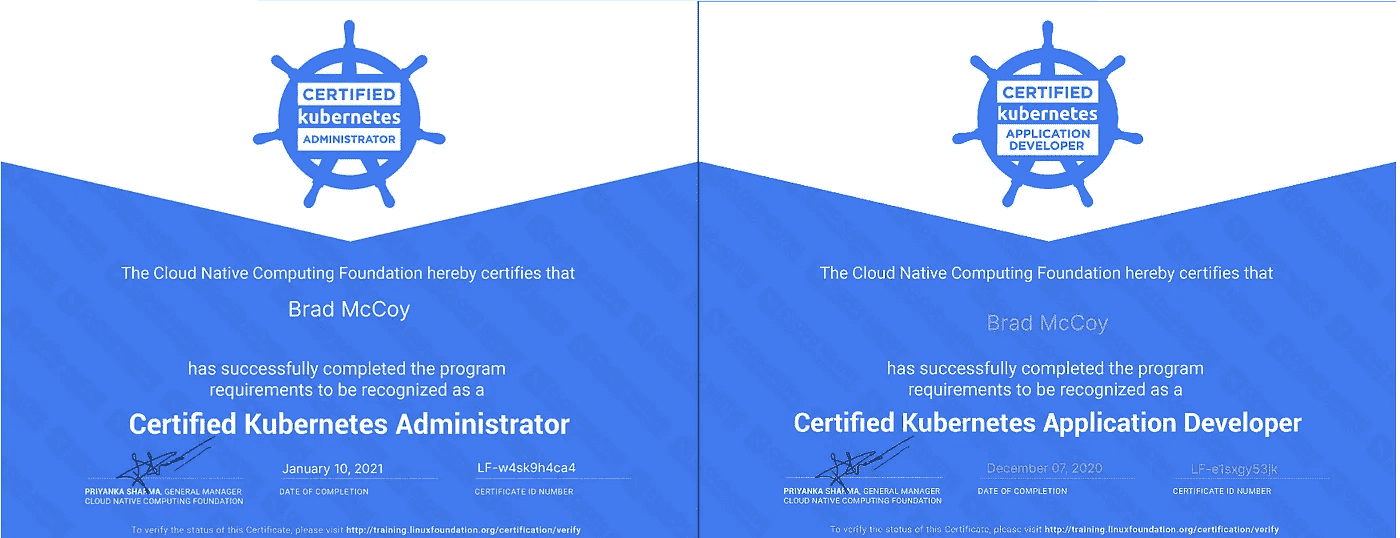 CERTIFIED
kubernetes
ADMINISTRATOR
The Cloud Native Computing Foundation hereby certifies that
Brad McCoy
has successfully completed the program
requirements to be recognized as a
Certified Kubernetes Administrator
January 10, 2021
LF-w4sk9h4ca4
PRIYANKA SHARMA, GENERAL MANAGER
CLOUD NATIVE COMPUTING FOUNDATION
DATE OF COMPLETION
CERTIFICATE ID NUMBER
To verify the status of this Certificate, please visit http://training.linuxfoundation.org/certification/verify
CERTIFIED
kubernetes
APPLICATION
DEVELOPER
The Cloud Native Computing Foundation hereby certifies that
Brad McCoy
has successfully completed the program
requirements to be recognized as a
Certified Kubernetes Application Developer
December 07, 2020
LF-e1sxgy53jk
PRIYANKA SHARMA, GENERAL MANAGER
CLOUD NATIVE COMPUTING FOUNDATION
DATE OF COMPLETION
CERTIFICATE ID NUMBER
To verify the status of this Certificate, please visit http://training.linuxfoundation.org/certification/verify